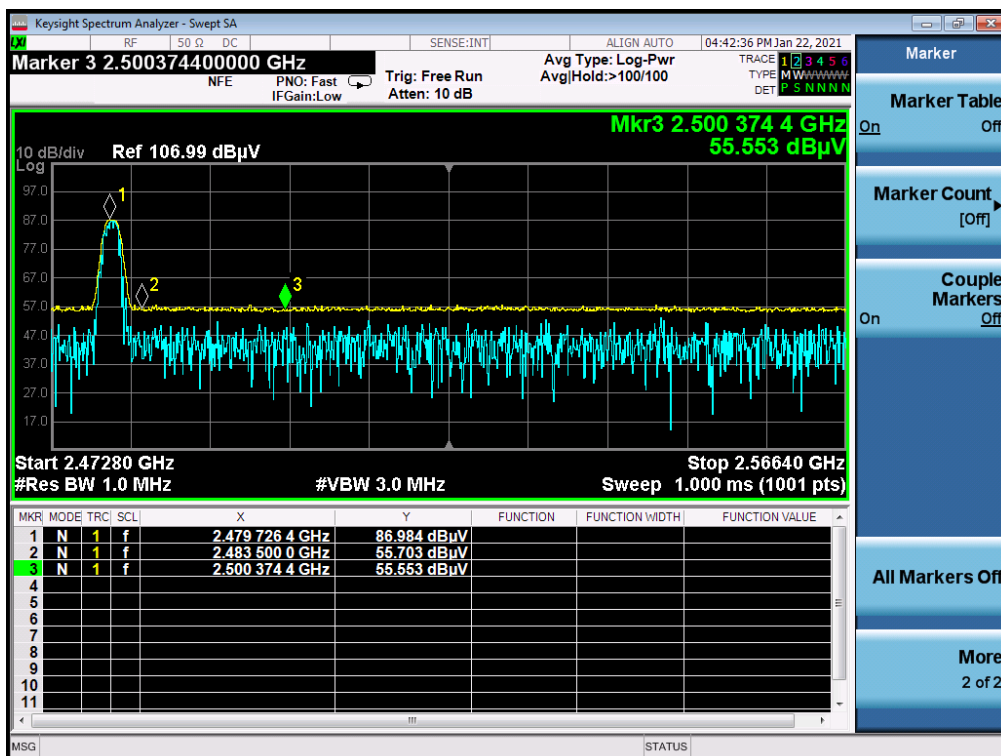 Keysight Spectrum Analyzer - Swept SA
LXI RF 50 Ω DC SENSE:INT ALIGN AUTO 04:42:36 PM Jan 22, 2021
Marker 3 2.500374400000 GHz
NFE
PNO: Fast
IFGain:Low
Trig: Free Run
Atten: 10 dB
Avg Type: Log-Pwr
Avg|Hold:>100/100
TRACE 1 2 3 4 5 6
TYPE M W W W W W
DET P S N N N N
Mkr3 2.500 374 4 GHz
55.553 dBµV
10 dB/div Ref 106.99 dBµV
Log
97.0
87.0
77.0
67.0
57.0
47.0
37.0
27.0
17.0
1
2
3
Start 2.47280 GHz Stop 2.56640 GHz
#Res BW 1.0 MHz #VBW 3.0 MHz Sweep 1.000 ms (1001 pts)
MKR MODE TRC SCL X Y FUNCTION FUNCTION WIDTH FUNCTION VALUE
1 N 1 f 2.479 726 4 GHz 86.984 dBµV
2 N 1 f 2.483 500 0 GHz 55.703 dBµV
3 N 1 f 2.500 374 4 GHz 55.553 dBµV
4
5
6
7
8
9
10
11
MSG STATUS
Marker
Marker Table
On Off
Marker Count
[Off]
Couple
Markers
On Off
All Markers Off
More
2 of 2